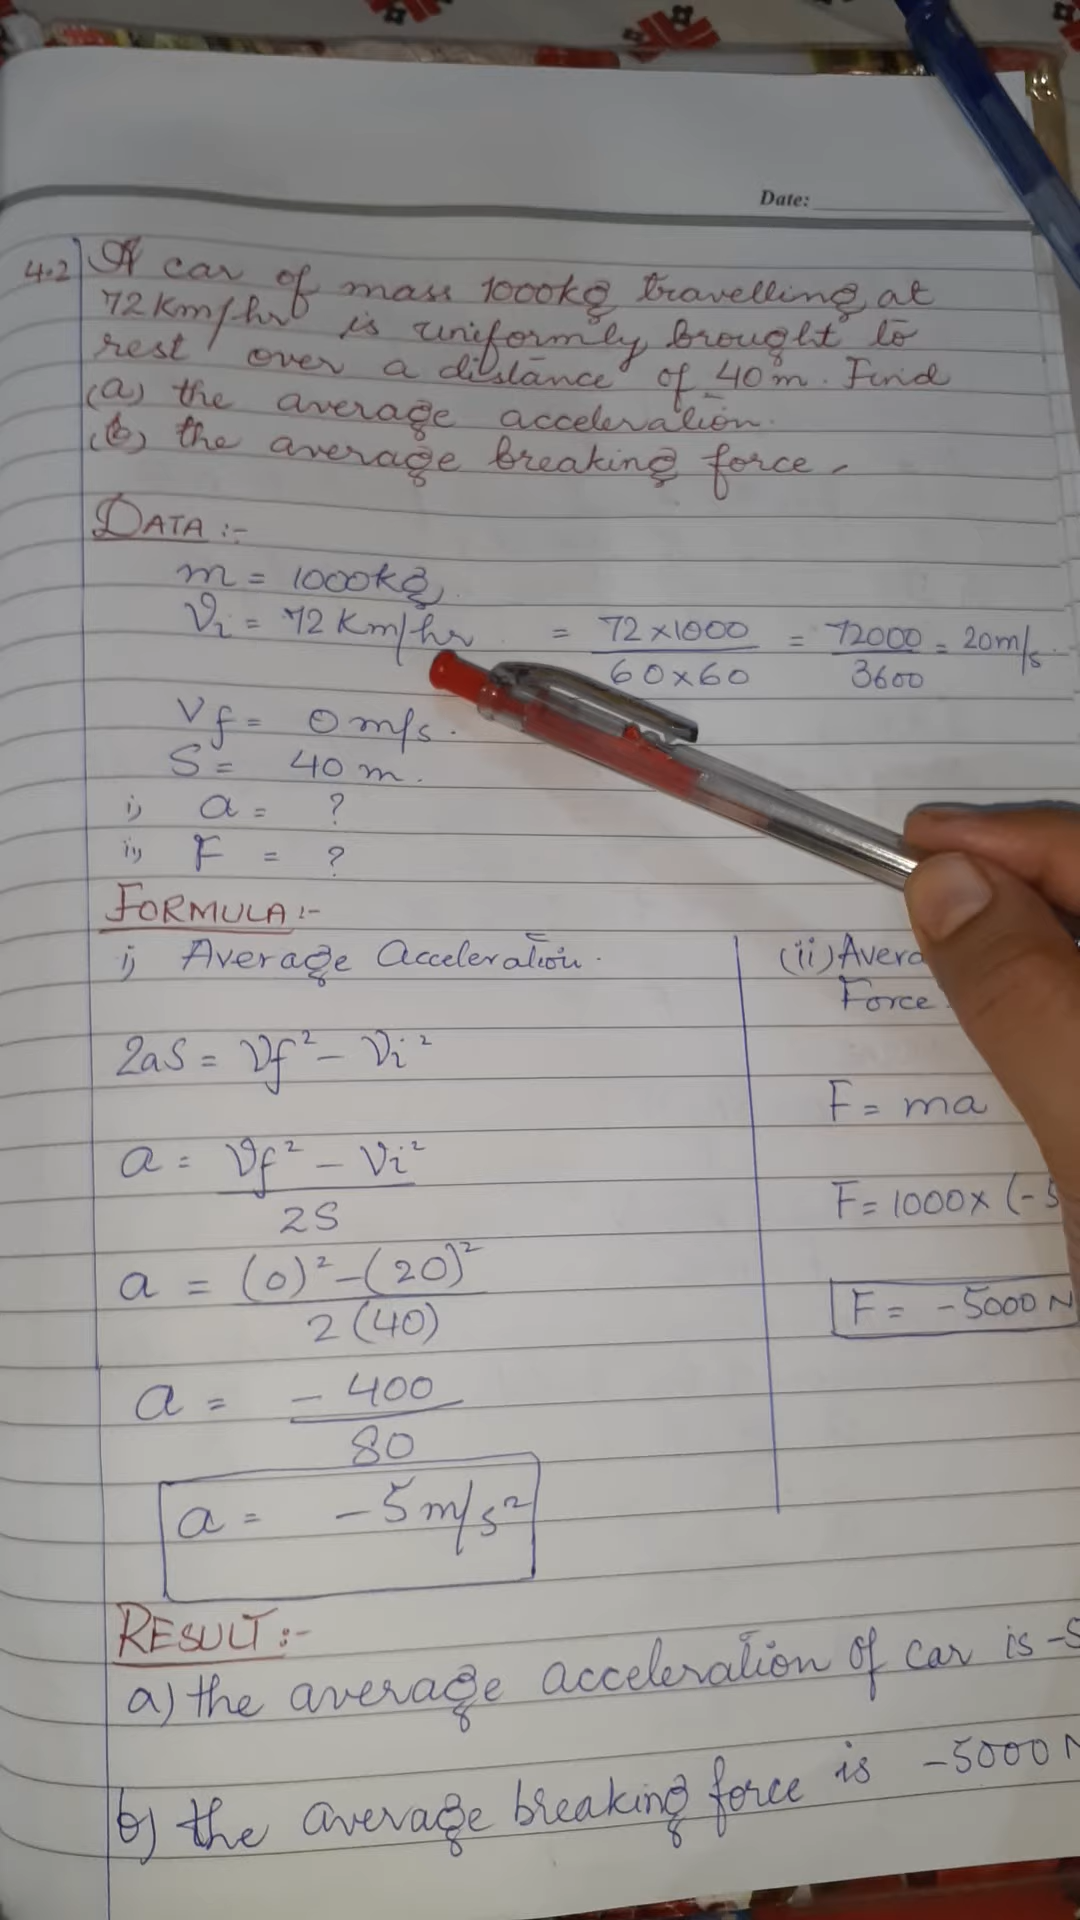 Date:
4.2 A car of mass 1000kg travelling at
72 Km/hr is uniformly brought to
rest over a distance of 40m. Find
(a) the average acceleration.
(b) the average breaking force.
DATA :-
m = 1000kg.
Vi = 72 Km/hr = 72×1000 / 60×60 = 72000 / 3600 = 20m/s.
Vf = 0 m/s.
S = 40 m.
i) a = ?
ii) F = ?
FORMULA :-
i) Average Acceleration.
2aS = Vf² - Vi²
a = Vf² - Vi² / 2S
a = (0)² - (20)² / 2(40)
a = - 400 / 80
a = -5 m/s²
(ii) Avera
Force
F = ma
F = 1000 × (-5
F = -5000 N
RESULT :-
a) the average acceleration of car is -5
b) the average breaking force is -5000 N